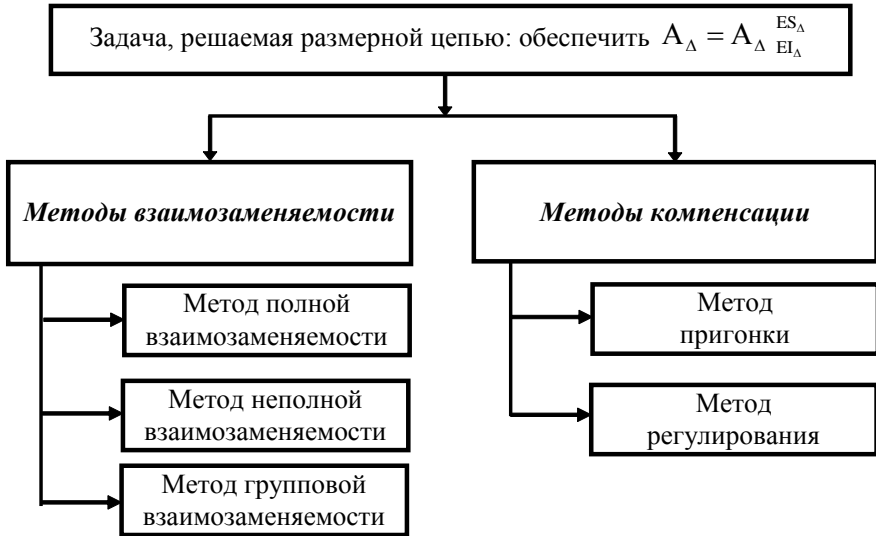 Задача, решаемая размерной цепью: обеспечить A_Δ = A_Δ ^{ES_Δ}_{EI_Δ}
Методы взаимозаменяемости
Метод полной
взаимозаменяемости
Метод неполной
взаимозаменяемости
Метод групповой
взаимозаменяемости
Методы компенсации
Метод
пригонки
Метод
регулирования